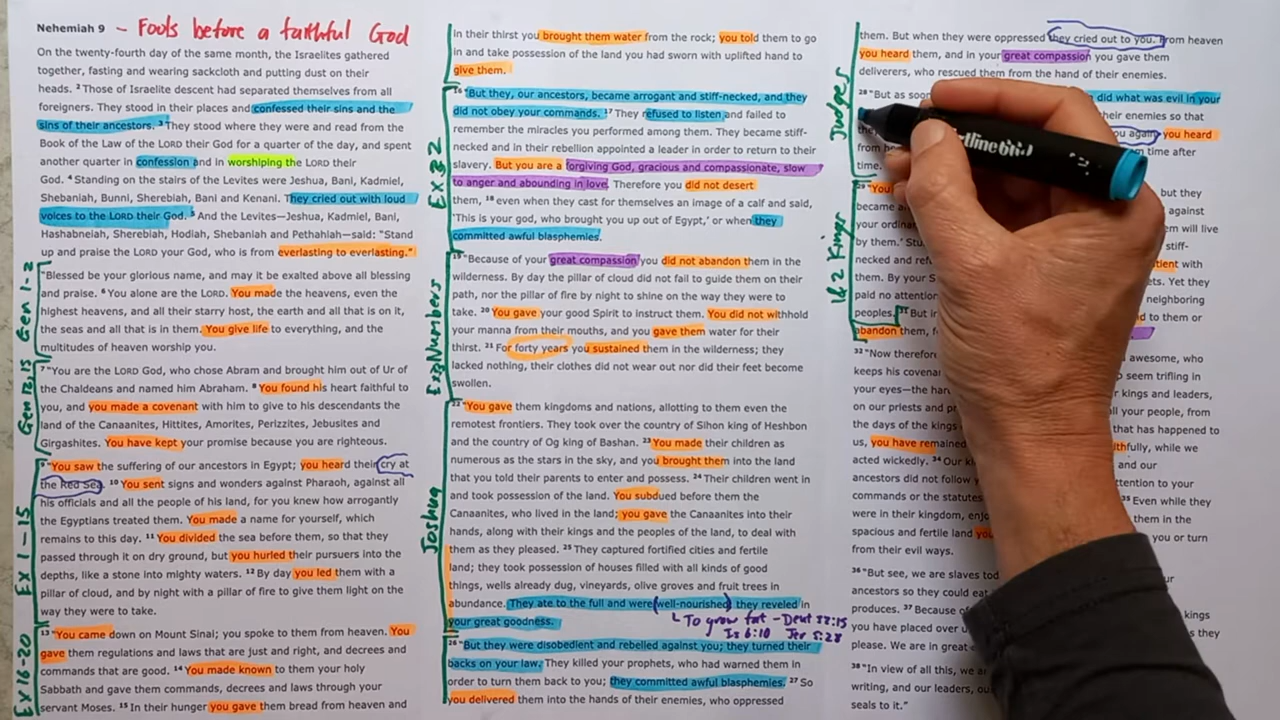 Nehemiah 9 - Fools before a faithful God
On the twenty-fourth day of the same month, the Israelites gathered
together, fasting and wearing sackcloth and putting dust on their
heads. ²Those of Israelite descent had separated themselves from all
foreigners. They stood in their places and confessed their sins and the
sins of their ancestors. ³They stood where they were and read from the
Book of the Law of the LORD their God for a quarter of the day, and spent
another quarter in confession and in worshiping the LORD their
God. ⁴Standing on the stairs of the Levites were Jeshua, Bani, Kadmiel,
Shebaniah, Bunni, Sherebiah, Bani and Kenani. They cried out with loud
voices to the LORD their God. ⁵And the Levites—Jeshua, Kadmiel, Bani,
Hashabneiah, Sherebiah, Hodiah, Shebaniah and Pethahiah—said: "Stand
up and praise the LORD your God, who is from everlasting to everlasting."
Gen 1-2
"Blessed be your glorious name, and may it be exalted above all blessing
and praise. ⁶You alone are the LORD. You made the heavens, even the
highest heavens, and all their starry host, the earth and all that is on it,
the seas and all that is in them. You give life to everything, and the
multitudes of heaven worship you.
Gen 12, 15
⁷"You are the LORD God, who chose Abram and brought him out of Ur of
the Chaldeans and named him Abraham. ⁸You found his heart faithful to
you, and you made a covenant with him to give to his descendants the
land of the Canaanites, Hittites, Amorites, Perizzites, Jebusites and
Girgashites. You have kept your promise because you are righteous.
Ex 1-15
⁹"You saw the suffering of our ancestors in Egypt; you heard their cry at
the Red Sea. ¹⁰You sent signs and wonders against Pharaoh, against all
his officials and all the people of his land, for you knew how arrogantly
the Egyptians treated them. You made a name for yourself, which
remains to this day. ¹¹You divided the sea before them, so that they
passed through it on dry ground, but you hurled their pursuers into the
depths, like a stone into mighty waters. ¹²By day you led them with a
pillar of cloud, and by night with a pillar of fire to give them light on the
way they were to take.
Ex 16-20
¹³"You came down on Mount Sinai; you spoke to them from heaven. You
gave them regulations and laws that are just and right, and decrees and
commands that are good. ¹⁴You made known to them your holy
Sabbath and gave them commands, decrees and laws through your
servant Moses. ¹⁵In their hunger you gave them bread from heaven and
in their thirst you brought them water from the rock; you told them to go
in and take possession of the land you had sworn with uplifted hand to
give them.
Ex 32
¹⁶"But they, our ancestors, became arrogant and stiff-necked, and they
did not obey your commands. ¹⁷They refused to listen and failed to
remember the miracles you performed among them. They became stiff-
necked and in their rebellion appointed a leader in order to return to their
slavery. But you are a forgiving God, gracious and compassionate, slow
to anger and abounding in love. Therefore you did not desert
them, ¹⁸even when they cast for themselves an image of a calf and said,
'This is your god, who brought you up out of Egypt,' or when they
committed awful blasphemies.
Numbers
¹⁹"Because of your great compassion you did not abandon them in the
wilderness. By day the pillar of cloud did not fail to guide them on their
path, nor the pillar of fire by night to shine on the way they were to
take. ²⁰You gave your good Spirit to instruct them. You did not withhold
your manna from their mouths, and you gave them water for their
thirst. ²¹For forty years you sustained them in the wilderness; they
lacked nothing, their clothes did not wear out nor did their feet become
swollen.
Joshua
²²"You gave them kingdoms and nations, allotting to them even the
remotest frontiers. They took over the country of Sihon king of Heshbon
and the country of Og king of Bashan. ²³You made their children as
numerous as the stars in the sky, and you brought them into the land
that you told their parents to enter and possess. ²⁴Their children went in
and took possession of the land. You subdued before them the
Canaanites, who lived in the land; you gave the Canaanites into their
hands, along with their kings and the peoples of the land, to deal with
them as they pleased. ²⁵They captured fortified cities and fertile
land; they took possession of houses filled with all kinds of good
things, wells already dug, vineyards, olive groves and fruit trees in
abundance. They ate to the full and were (well-nourished) they reveled in
your great goodness.
To grow fat - Deut 32:15
Is 6:10 Jer 5:28
²⁶"But they were disobedient and rebelled against you; they turned their
backs on your law. They killed your prophets, who had warned them in
order to turn them back to you; they committed awful blasphemies. ²⁷So
you delivered them into the hands of their enemies, who oppressed
them. But when they were oppressed they cried out to you. From heaven
you heard them, and in your great compassion you gave them
deliverers, who rescued them from the hand of their enemies.
Judges
²⁸"But as soon did what was evil in your
their enemies so that
you again, you heard
from time after
time.
1 & 2 Kings
²⁹"You but they
became against
your ordinan will live
by them.' Stu stiff-
necked and ref with
them. By your S Yet they
paid no attention neighboring
peoples. ³¹But in to them or
abandon them,
³²"Now therefore awesome, who
keeps his covenan seem trifling in
your eyes—the har kings and leaders,
on our priests and your people, from
the days of the kings that has happened to
us, you have remained while we
acted wickedly. ³⁴Our and our
ancestors did not follow attention to your
commands or the statutes ³⁵Even while they
were in their kingdom, them in the
spacious and fertile land you or turn
from their evil ways.
³⁶"But see, we are slaves tod
ancestors so they could eat
produces. ³⁷Because of kings
you have placed over u they
please. We are in great
³⁸"In view of all this, we a
writing, and our leaders, ou
seals to it."